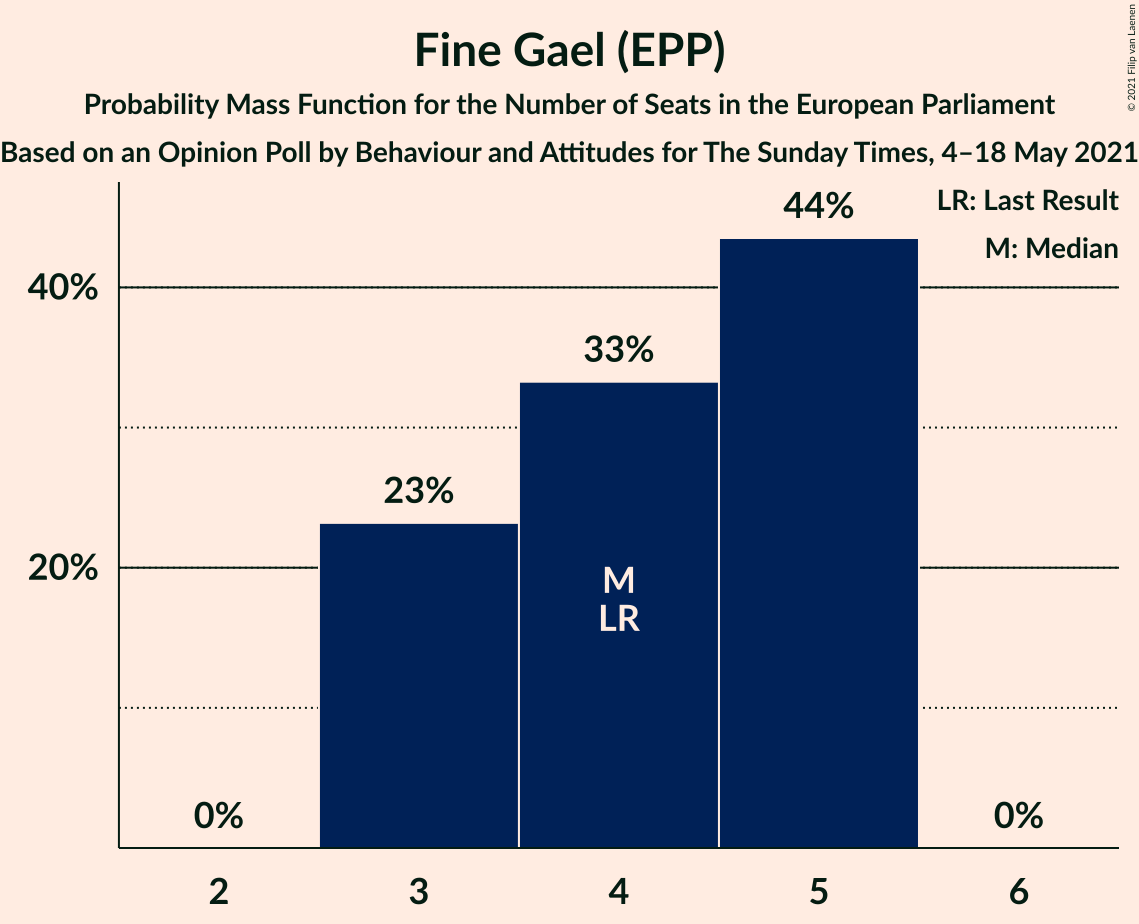 Fine Gael (EPP)
Probability Mass Function for the Number of Seats in the European Parliament
Based on an Opinion Poll by Behaviour and Attitudes for The Sunday Times, 4–18 May 2021
© 2021 Filip van Laenen
LR: Last Result
M: Median
40%
20%
0%
23%
33%
44%
0%
M
LR
2
3
4
5
6